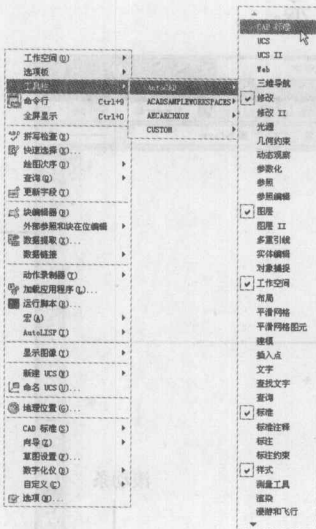 工作空间(O)
选项板
工具栏
命令行 Ctrl+9
全屏显示 Ctrl+0
拼写检查(E)
快速选择(K)...
绘图次序(D)
查询(Q)
更新字段(T)
块编辑器(B)
外部参照和块在位编辑
数据提取(X)...
数据链接
动作录制器(T)
加载应用程序(L)...
运行脚本(R)...
宏(A)
AutoLISP(I)
显示图像(Y)
新建 UCS(W)
命名 UCS(U)...
地理位置(G)...
CAD 标准(S)
向导(Z)
草图设置(F)...
数字化仪(B)
自定义(C)
选项(N)...
AutoCAD
ACADSAMPLEWORKSPACES
AECARCHXOE
CUSTOM
CAD 标准
UCS
UCS II
Web
三维导航
修改
修改 II
光源
几何约束
动态观察
参数化
参照
参照编辑
图层
图层 II
多重引线
实体编辑
对象捕捉
工作空间
布局
平滑网格
平滑网格图元
建模
插入点
文字
查找文字
查询
标准
标准注释
标注
标注约束
样式
测量工具
渲染
漫游和飞行